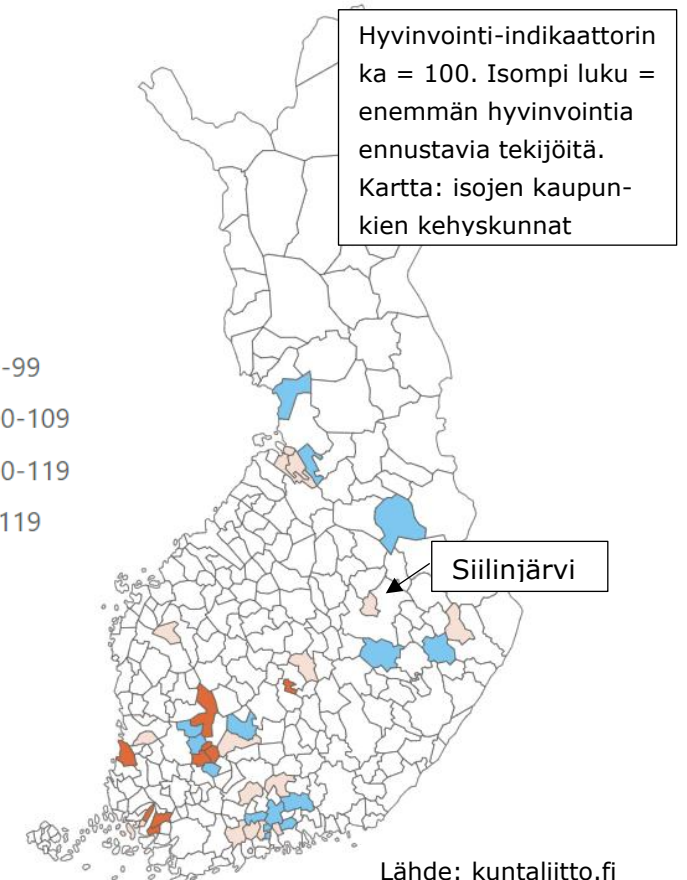 Hyvinvointi-indikaattorin
ka = 100. Isompi luku =
enemmän hyvinvointia
ennustavia tekijöitä.
Kartta: isojen kaupun-
kien kehyskunnat
-99
0-109
0-119
119
Siilinjärvi
Lähde: kuntaliitto.fi